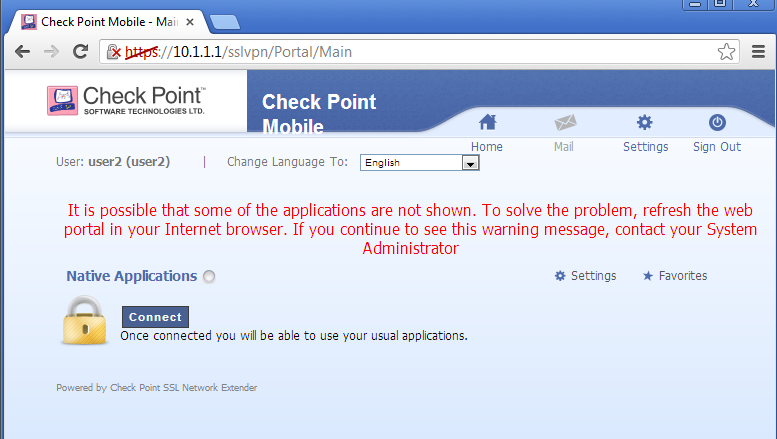 Check Point Mobile - Mai
https://10.1.1.1/sslvpn/Portal/Main
Check Point™
SOFTWARE TECHNOLOGIES LTD.
Check Point
Mobile
Home
Mail
Settings
Sign Out
User: user2 (user2) | Change Language To: English
It is possible that some of the applications are not shown. To solve the problem, refresh the web
portal in your Internet browser. If you continue to see this warning message, contact your System
Administrator
Native Applications
Settings
Favorites
Connect
Once connected you will be able to use your usual applications.
Powered by Check Point SSL Network Extender